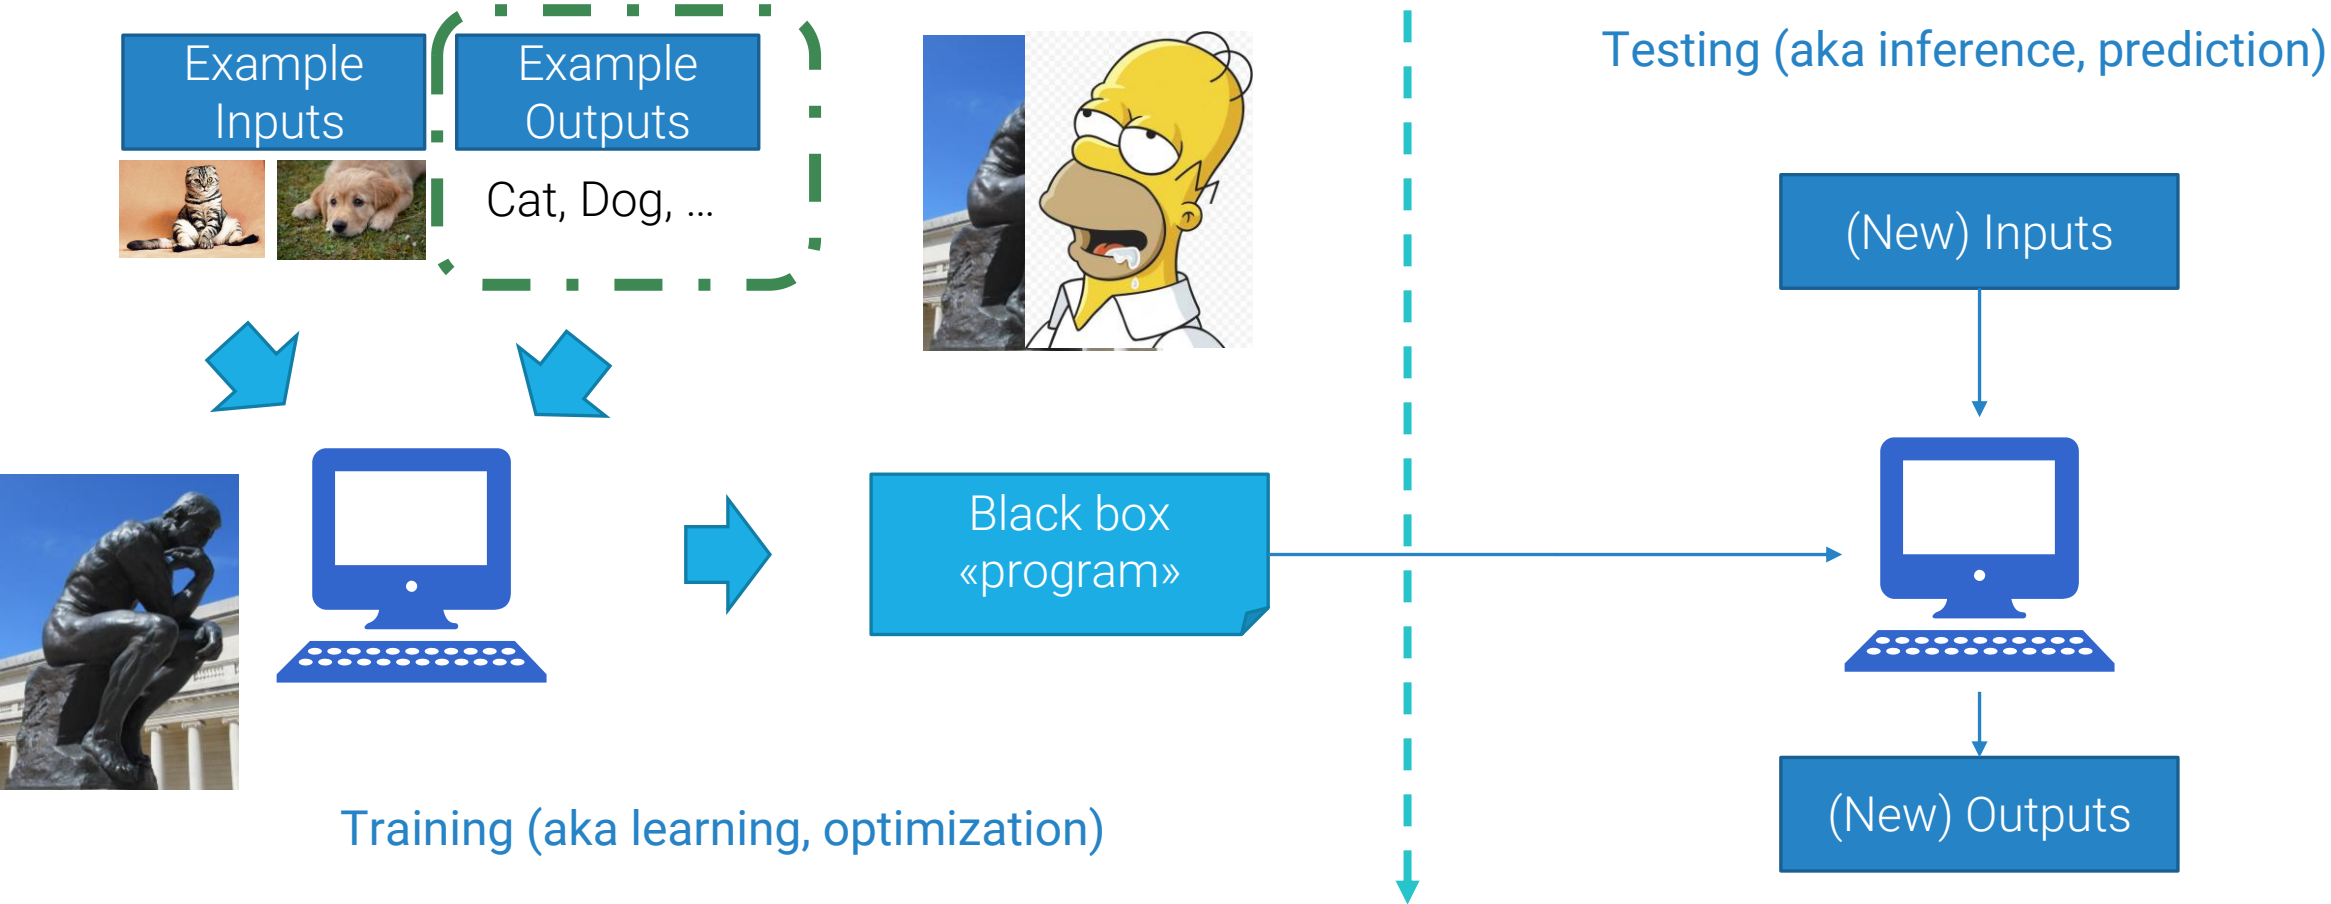 Example
Inputs
Example
Outputs
Cat, Dog, ...
Testing (aka inference, prediction)
(New) Inputs
Black box
«program»
(New) Outputs
Training (aka learning, optimization)